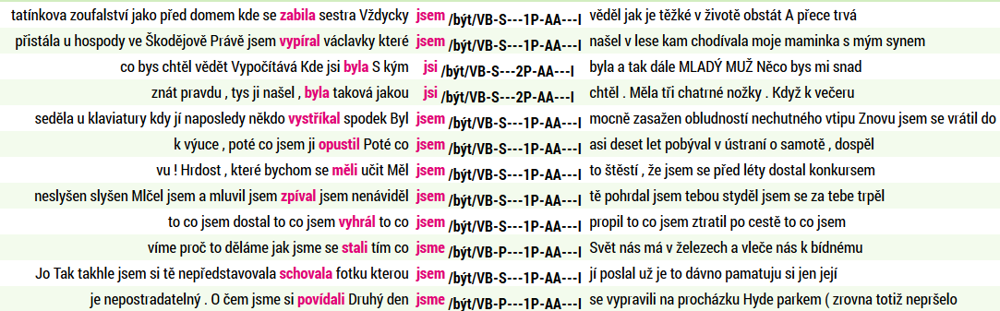 tatínkova zoufalství jako před domem kde se zabila sestra Vždycky jsem /být/VB-S---1P-AA---I věděl jak je těžké v životě obstát A přece trvá
přistála u hospody ve Škodějově Právě jsem vypíral václavky které jsem /být/VB-S---1P-AA---I našel v lese kam chodívala moje maminka s mým synem
co bys chtěl vědět Vypočítává Kde jsi byla S kým jsi /být/VB-S---2P-AA---I byla a tak dále MLADÝ MUŽ Něco bys mi snad
znát pravdu , tys ji našel , byla taková jakou jsi /být/VB-S---2P-AA---I chtěl . Měla tři chatrné nožky . Když k večeru
seděla u klaviatury kdy jí naposledy někdo vystříkal spodek Byl jsem /být/VB-S---1P-AA---I mocně zasažen obludností nechutného vtipu Znovu jsem se vrátil do
k výuce , poté co jsem ji opustil Poté co jsem /být/VB-S---1P-AA---I asi deset let pobýval v ústraní o samotě , dospěl
vu ! Hrdost , které bychom se měli učit Měl jsem /být/VB-S---1P-AA---I to štěstí , že jsem se před léty dostal konkursem
neslyšen slyšen Mlčel jsem a mluvil jsem zpíval jsem nenáviděl jsem /být/VB-S---1P-AA---I tě pohrdal jsem tebou styděl jsem se za tebe trpěl
to co jsem dostal to co jsem vyhrál to co jsem /být/VB-S---1P-AA---I propil to co jsem ztratil po cestě to co jsem
víme proč to děláme jak jsme se stali tím co jsme /být/VB-P---1P-AA---I Svět nás má v železech a vleče nás k bídnému
Jo Tak takhle jsem si tě nepředstavovala schovala fotku kterou jsem /být/VB-S---1P-AA---I jí poslal už je to dávno pamatuju si jen její
je nepostradatelný . O čem jsme si povídali Druhý den jsme /být/VB-P---1P-AA---I se vypravili na procházku Hyde parkem ( zrovna totiž nepršelo